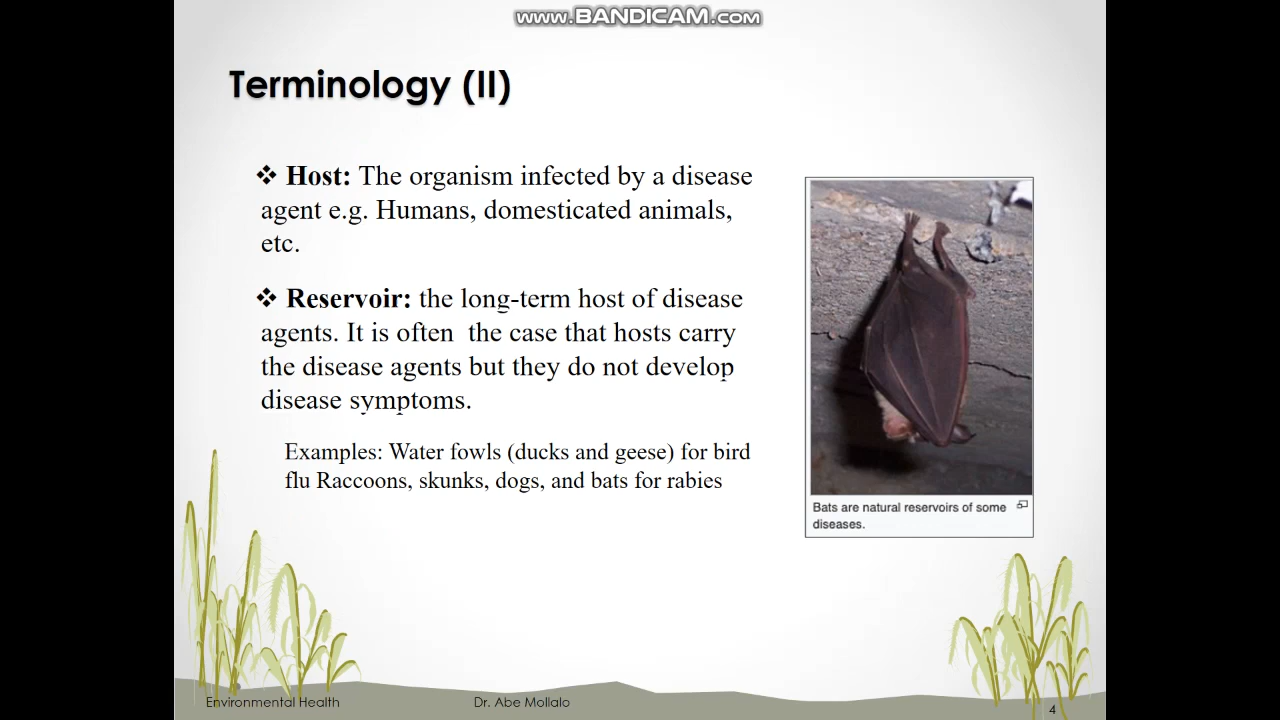 www.BANDICAM.com
Terminology (II)
❖ Host: The organism infected by a disease
agent e.g. Humans, domesticated animals,
etc.
❖ Reservoir: the long-term host of disease
agents. It is often the case that hosts carry
the disease agents but they do not develop
disease symptoms.
Examples: Water fowls (ducks and geese) for bird
flu Raccoons, skunks, dogs, and bats for rabies
Bats are natural reservoirs of some
diseases.
Environmental Health
Dr. Abe Mollalo
4